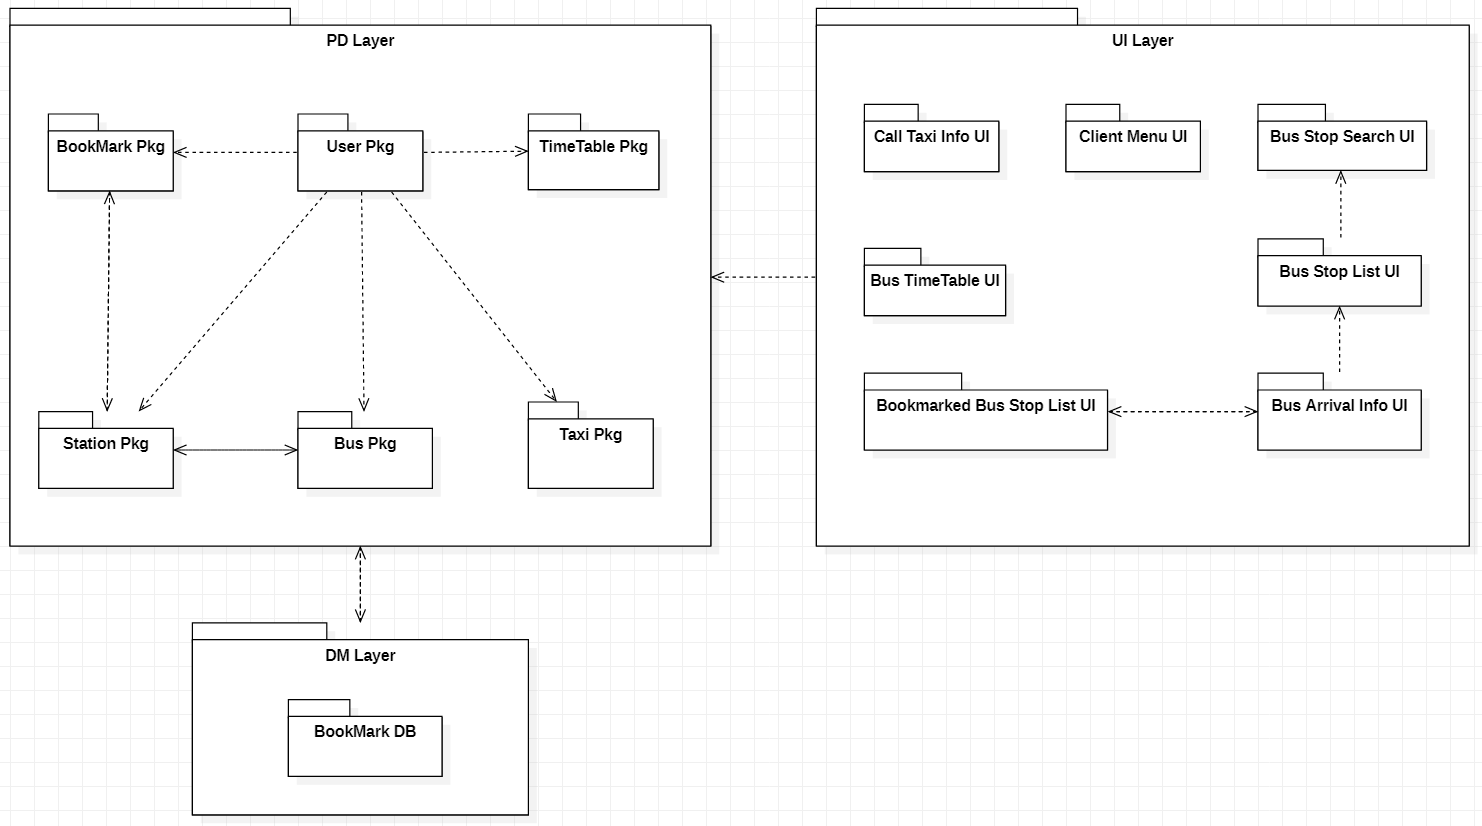 PD Layer
BookMark Pkg
User Pkg
TimeTable Pkg
Station Pkg
Bus Pkg
Taxi Pkg
UI Layer
Call Taxi Info UI
Client Menu UI
Bus Stop Search UI
Bus TimeTable UI
Bus Stop List UI
Bookmarked Bus Stop List UI
Bus Arrival Info UI
DM Layer
BookMark DB